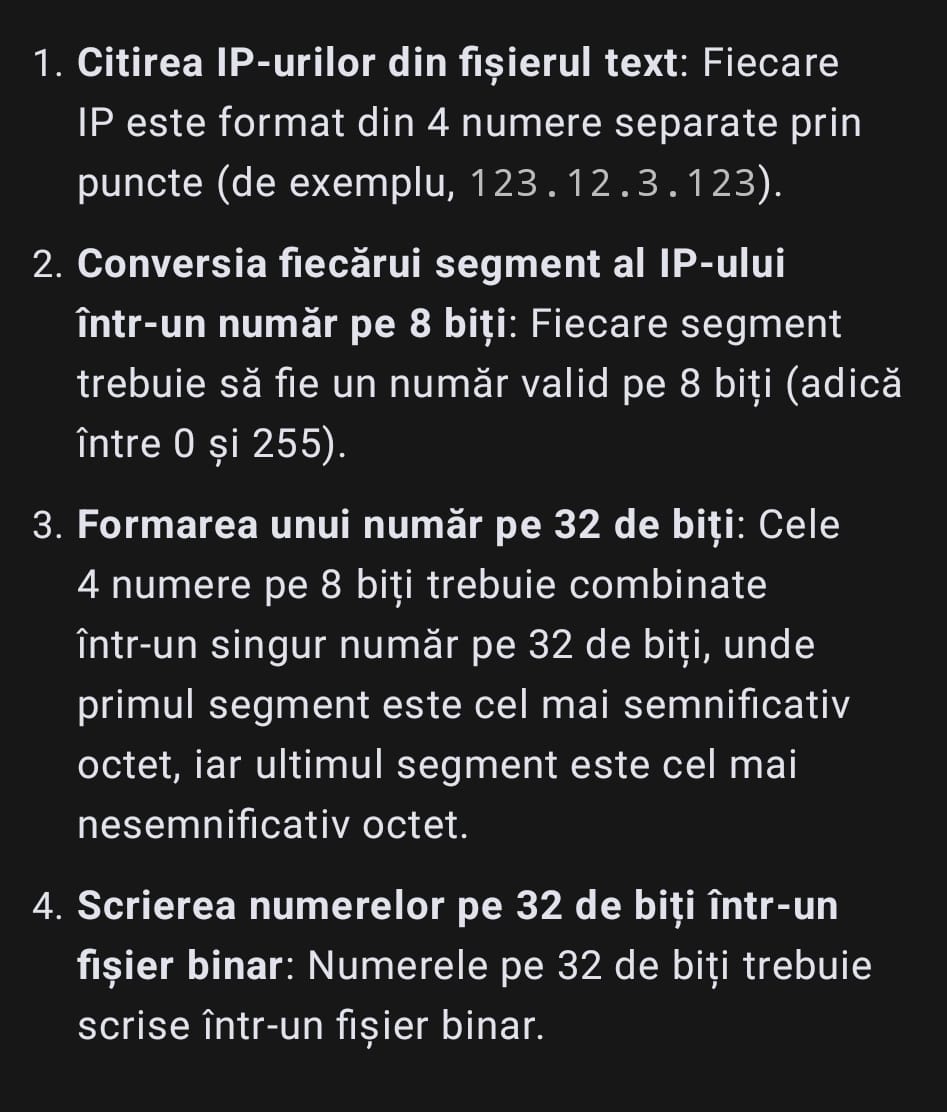 1. Citirea IP-urilor din fișierul text: Fiecare
IP este format din 4 numere separate prin
puncte (de exemplu, 123.12.3.123).
2. Conversia fiecărui segment al IP-ului
într-un număr pe 8 biți: Fiecare segment
trebuie să fie un număr valid pe 8 biți (adică
între 0 și 255).
3. Formarea unui număr pe 32 de biți: Cele
4 numere pe 8 biți trebuie combinate
într-un singur număr pe 32 de biți, unde
primul segment este cel mai semnificativ
octet, iar ultimul segment este cel mai
nesemnificativ octet.
4. Scrierea numerelor pe 32 de biți într-un
fișier binar: Numerele pe 32 de biți trebuie
scrise într-un fișier binar.